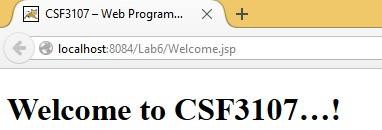 CSF3107 – Web Program...
localhost:8084/Lab6/Welcome.jsp
Welcome to CSF3107…!